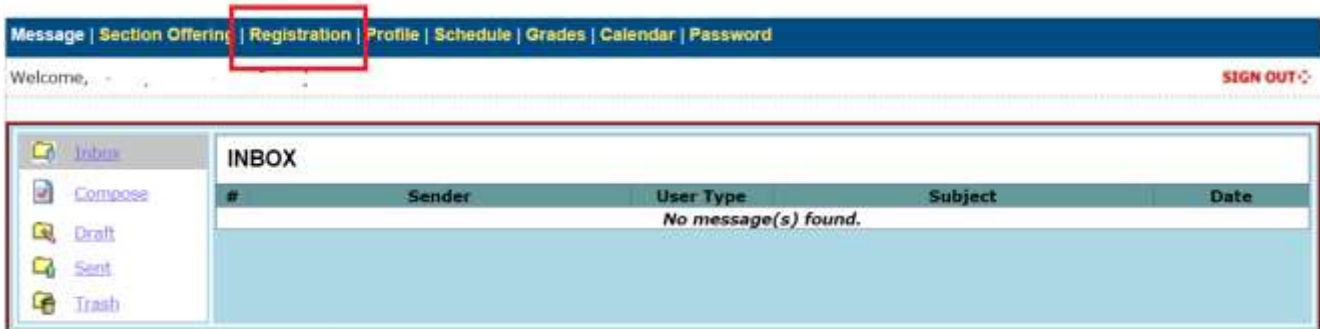 Message | Section Offering | Registration | Profile | Schedule | Grades | Calendar | Password
Welcome,
SIGN OUT
Inbox
Compose
Draft
Sent
Trash
INBOX
# Sender User Type Subject Date
No message(s) found.